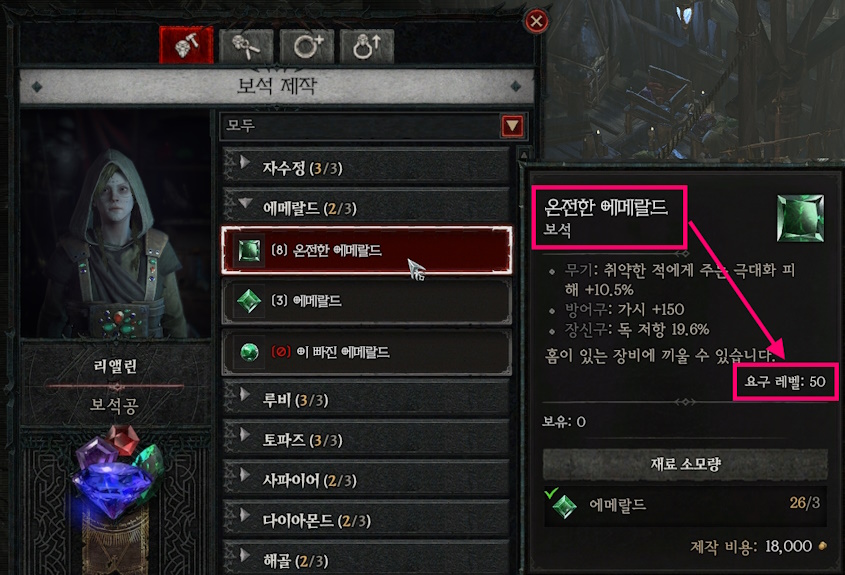 보석 제작
모두
자수정 (3/3)
에메랄드 (2/3)
(8) 온전한 에메랄드
(3) 에메랄드
(0) 이 빠진 에메랄드
루비 (3/3)
토파즈 (3/3)
사파이어 (2/3)
다이아몬드 (2/3)
해골 (2/3)
리앨린
보석공
온전한 에메랄드
보석
무기: 취약한 적에게 주는 극대화 피
해 +10.5%
방어구: 가시 +150
장신구: 독 저항 19.6%
홈이 있는 장비에 끼울 수 있습니다.
요구 레벨: 50
보유: 0
재료 소모량
에메랄드 26/3
제작 비용: 18,000